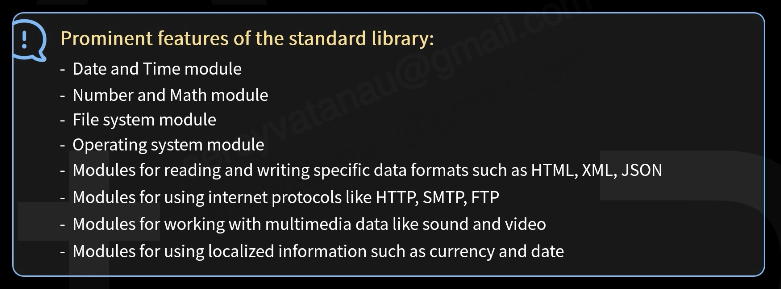 Prominent features of the standard library:
- Date and Time module
- Number and Math module
- File system module
- Operating system module
- Modules for reading and writing specific data formats such as HTML, XML, JSON
- Modules for using internet protocols like HTTP, SMTP, FTP
- Modules for working with multimedia data like sound and video
- Modules for using localized information such as currency and date